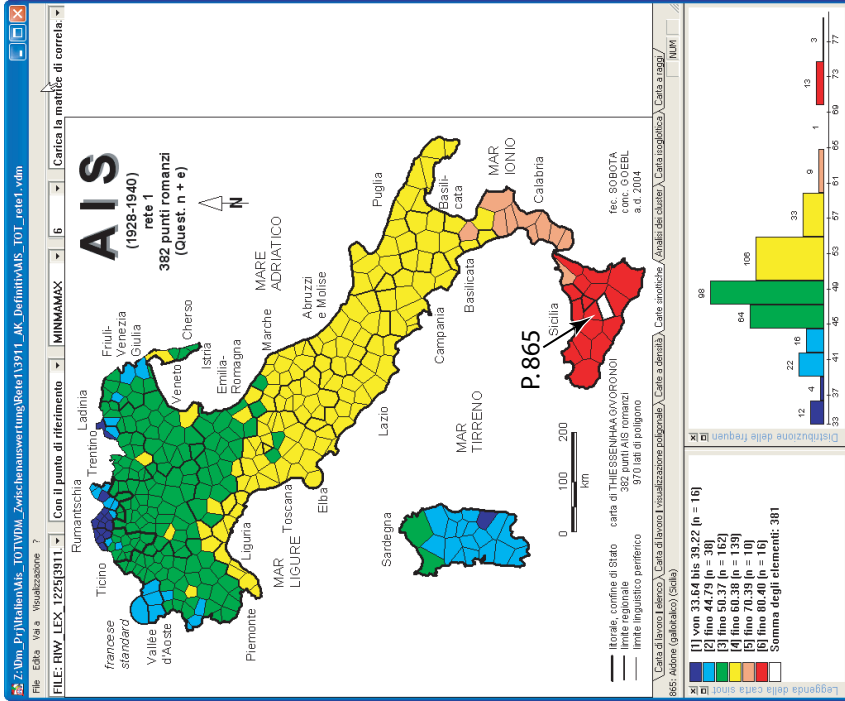 Z:\Dm_Prj\Italien\Ais_TOT\VDM_Zwischenauswertung\Rete1\3911_AK_Definitiv\AIS_TOT_rete1.vdm
File Edita Vai a Visualizzazione ?
FILE: RIW_LEX_1225[3911.
Con il punto di riferimento
MINMAMAX
6
Carica la matrice di correla:
AIS
(1928-1940)
rete 1
382 punti romanzi
(Quest. n + e)
N
francese
standard
Vallée
d'Aoste
Piemonte
Ticino
Rumantschia
Trentino
Ladinia
Friuli-
Venezia
Giulia
Cherso
Istria
Veneto
Emilia-
Romagna
Marche
MARE
ADRIATICO
Abruzzi
e Molise
Puglia
Liguria
MAR
LIGURE
Toscana
Elba
Lazio
Campania
Basilicata
Basili-
cata
MAR
IONIO
Calabria
Sardegna
MAR
TIRRENO
Sicilia
P.865
0 100 200
km
litorale, confine di Stato
limite regionale
limite linguistico periferico
carta di THIESSEN/HAAG/VORONOI
382 punti AIS romanzi
970 lati di poligono
fec. SOBOTA
conc. GOEBL
a.d. 2004
Carta di lavoro | elenco
Carta di lavoro | visualizzazione poligonale
Carte a densità
Carte sinottiche
Analisi dei cluster
Carta isoglottica
Carta a raggi
865: Aidone (galloitalico) (Sicilia)
NUM
Leggenda della carta sinot
[1] von 33.64 bis 39.22 [n = 16]
[2] fino 44.79 [n = 38]
[3] fino 50.37 [n = 162]
[4] fino 60.38 [n = 139]
[5] fino 70.39 [n = 10]
[6] fino 80.40 [n = 16]
Somma degli elementi: 381
Distribuzione delle frequen
12 4 22 16 64 98 106 33 9 1 13 3
33 37 41 45 49 53 57 61 65 69 73 77